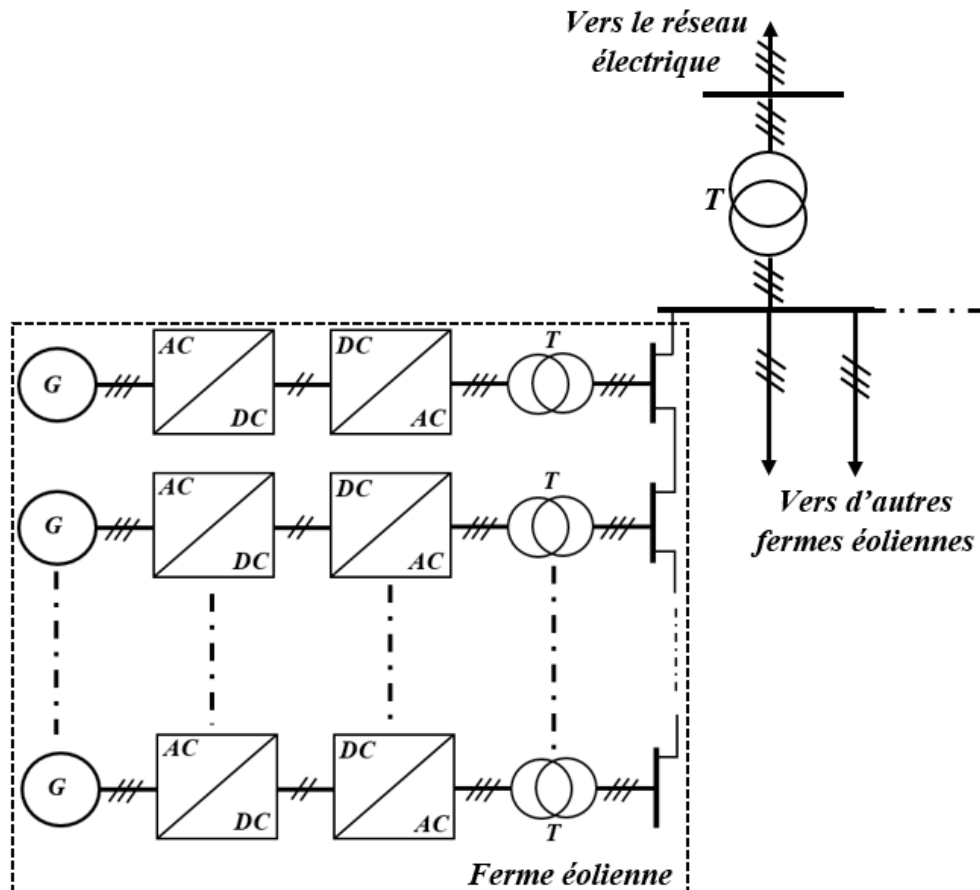 Vers le réseau
électrique
T
T
G
AC
DC
DC
AC
T
G
AC
DC
DC
AC
Vers d'autres
fermes éoliennes
G
AC
DC
DC
AC
T
Ferme éolienne